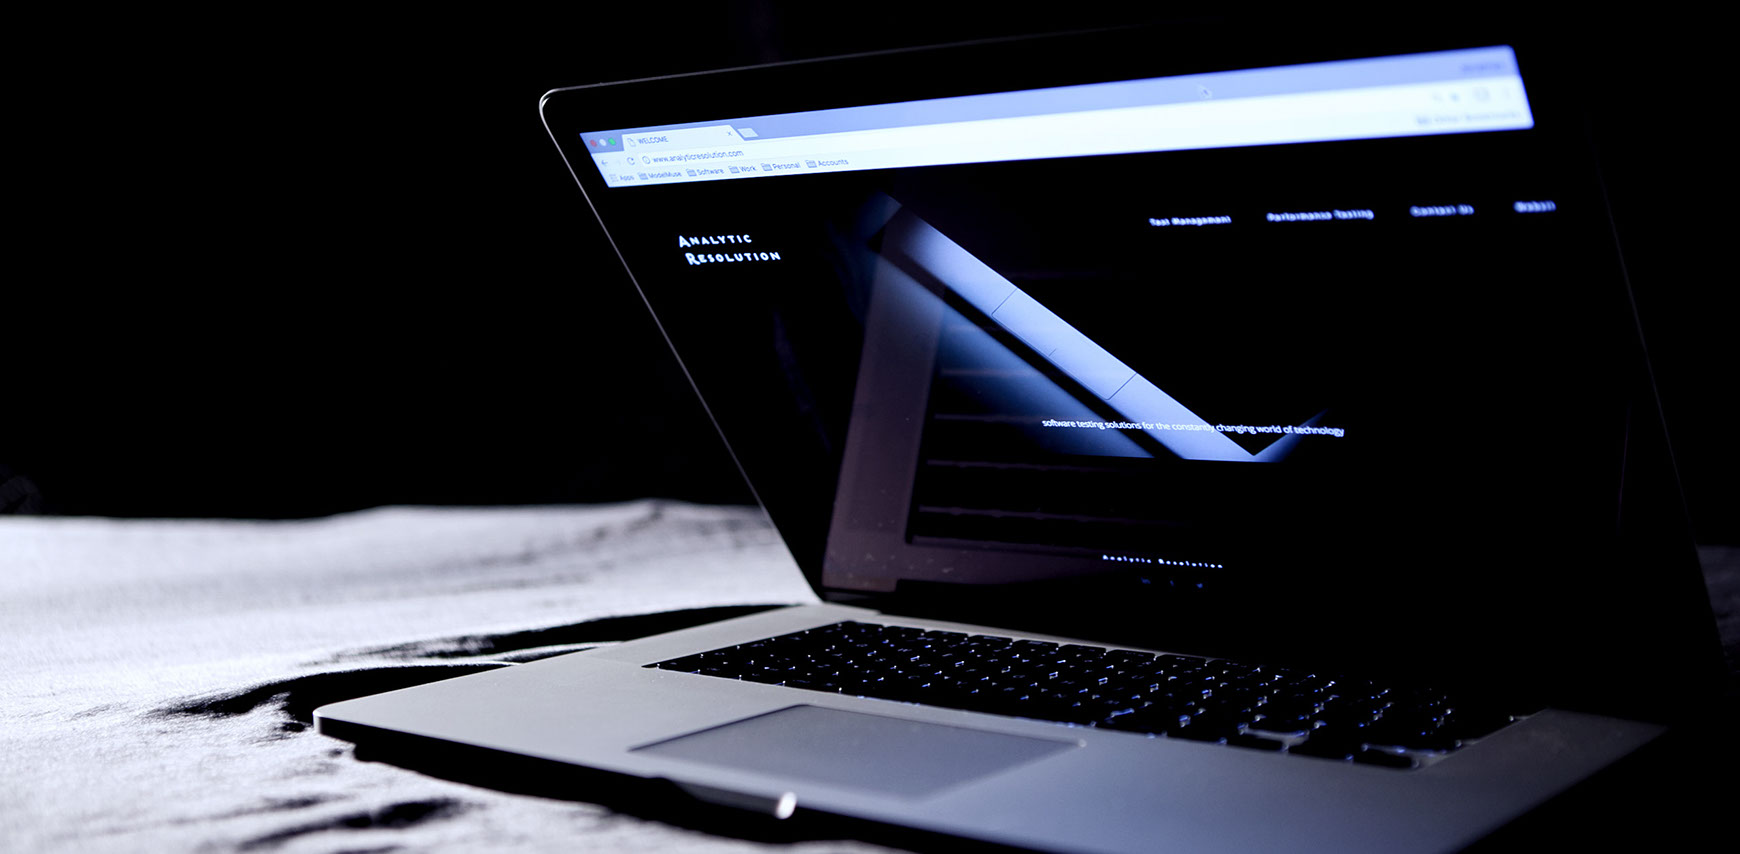 WELCOME
www.analyticresolution.com
Apps ModelMuse Software Work Personal Accounts
Test Management Performance Testing Contact Us
ANALYTIC
RESOLUTION
software testing solutions for the constantly changing world of technology
Analytic Resolution